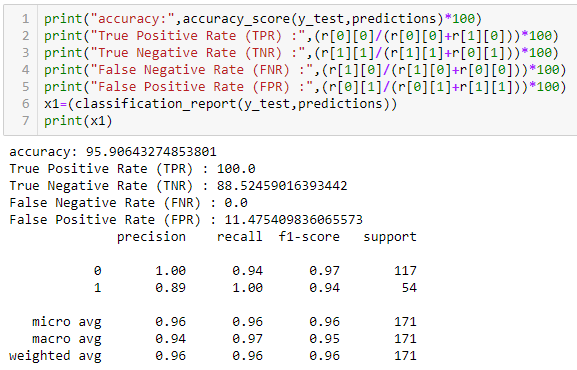 1 print("accuracy:",accuracy_score(y_test,predictions)*100)
2 print("True Positive Rate (TPR) :",(r[0][0]/(r[0][0]+r[1][0]))*100)
3 print("True Negative Rate (TNR) :",(r[1][1]/(r[1][1]+r[0][1]))*100)
4 print("False Negative Rate (FNR) :",(r[1][0]/(r[1][0]+r[0][0]))*100)
5 print("False Positive Rate (FPR) :",(r[0][1]/(r[0][1]+r[1][1]))*100)
6 x1=(classification_report(y_test,predictions))
7 print(x1)
accuracy: 95.90643274853801
True Positive Rate (TPR) : 100.0
True Negative Rate (TNR) : 88.52459016393442
False Negative Rate (FNR) : 0.0
False Positive Rate (FPR) : 11.475409836065573
precision recall f1-score support
0 1.00 0.94 0.97 117
1 0.89 1.00 0.94 54
micro avg 0.96 0.96 0.96 171
macro avg 0.94 0.97 0.95 171
weighted avg 0.96 0.96 0.96 171